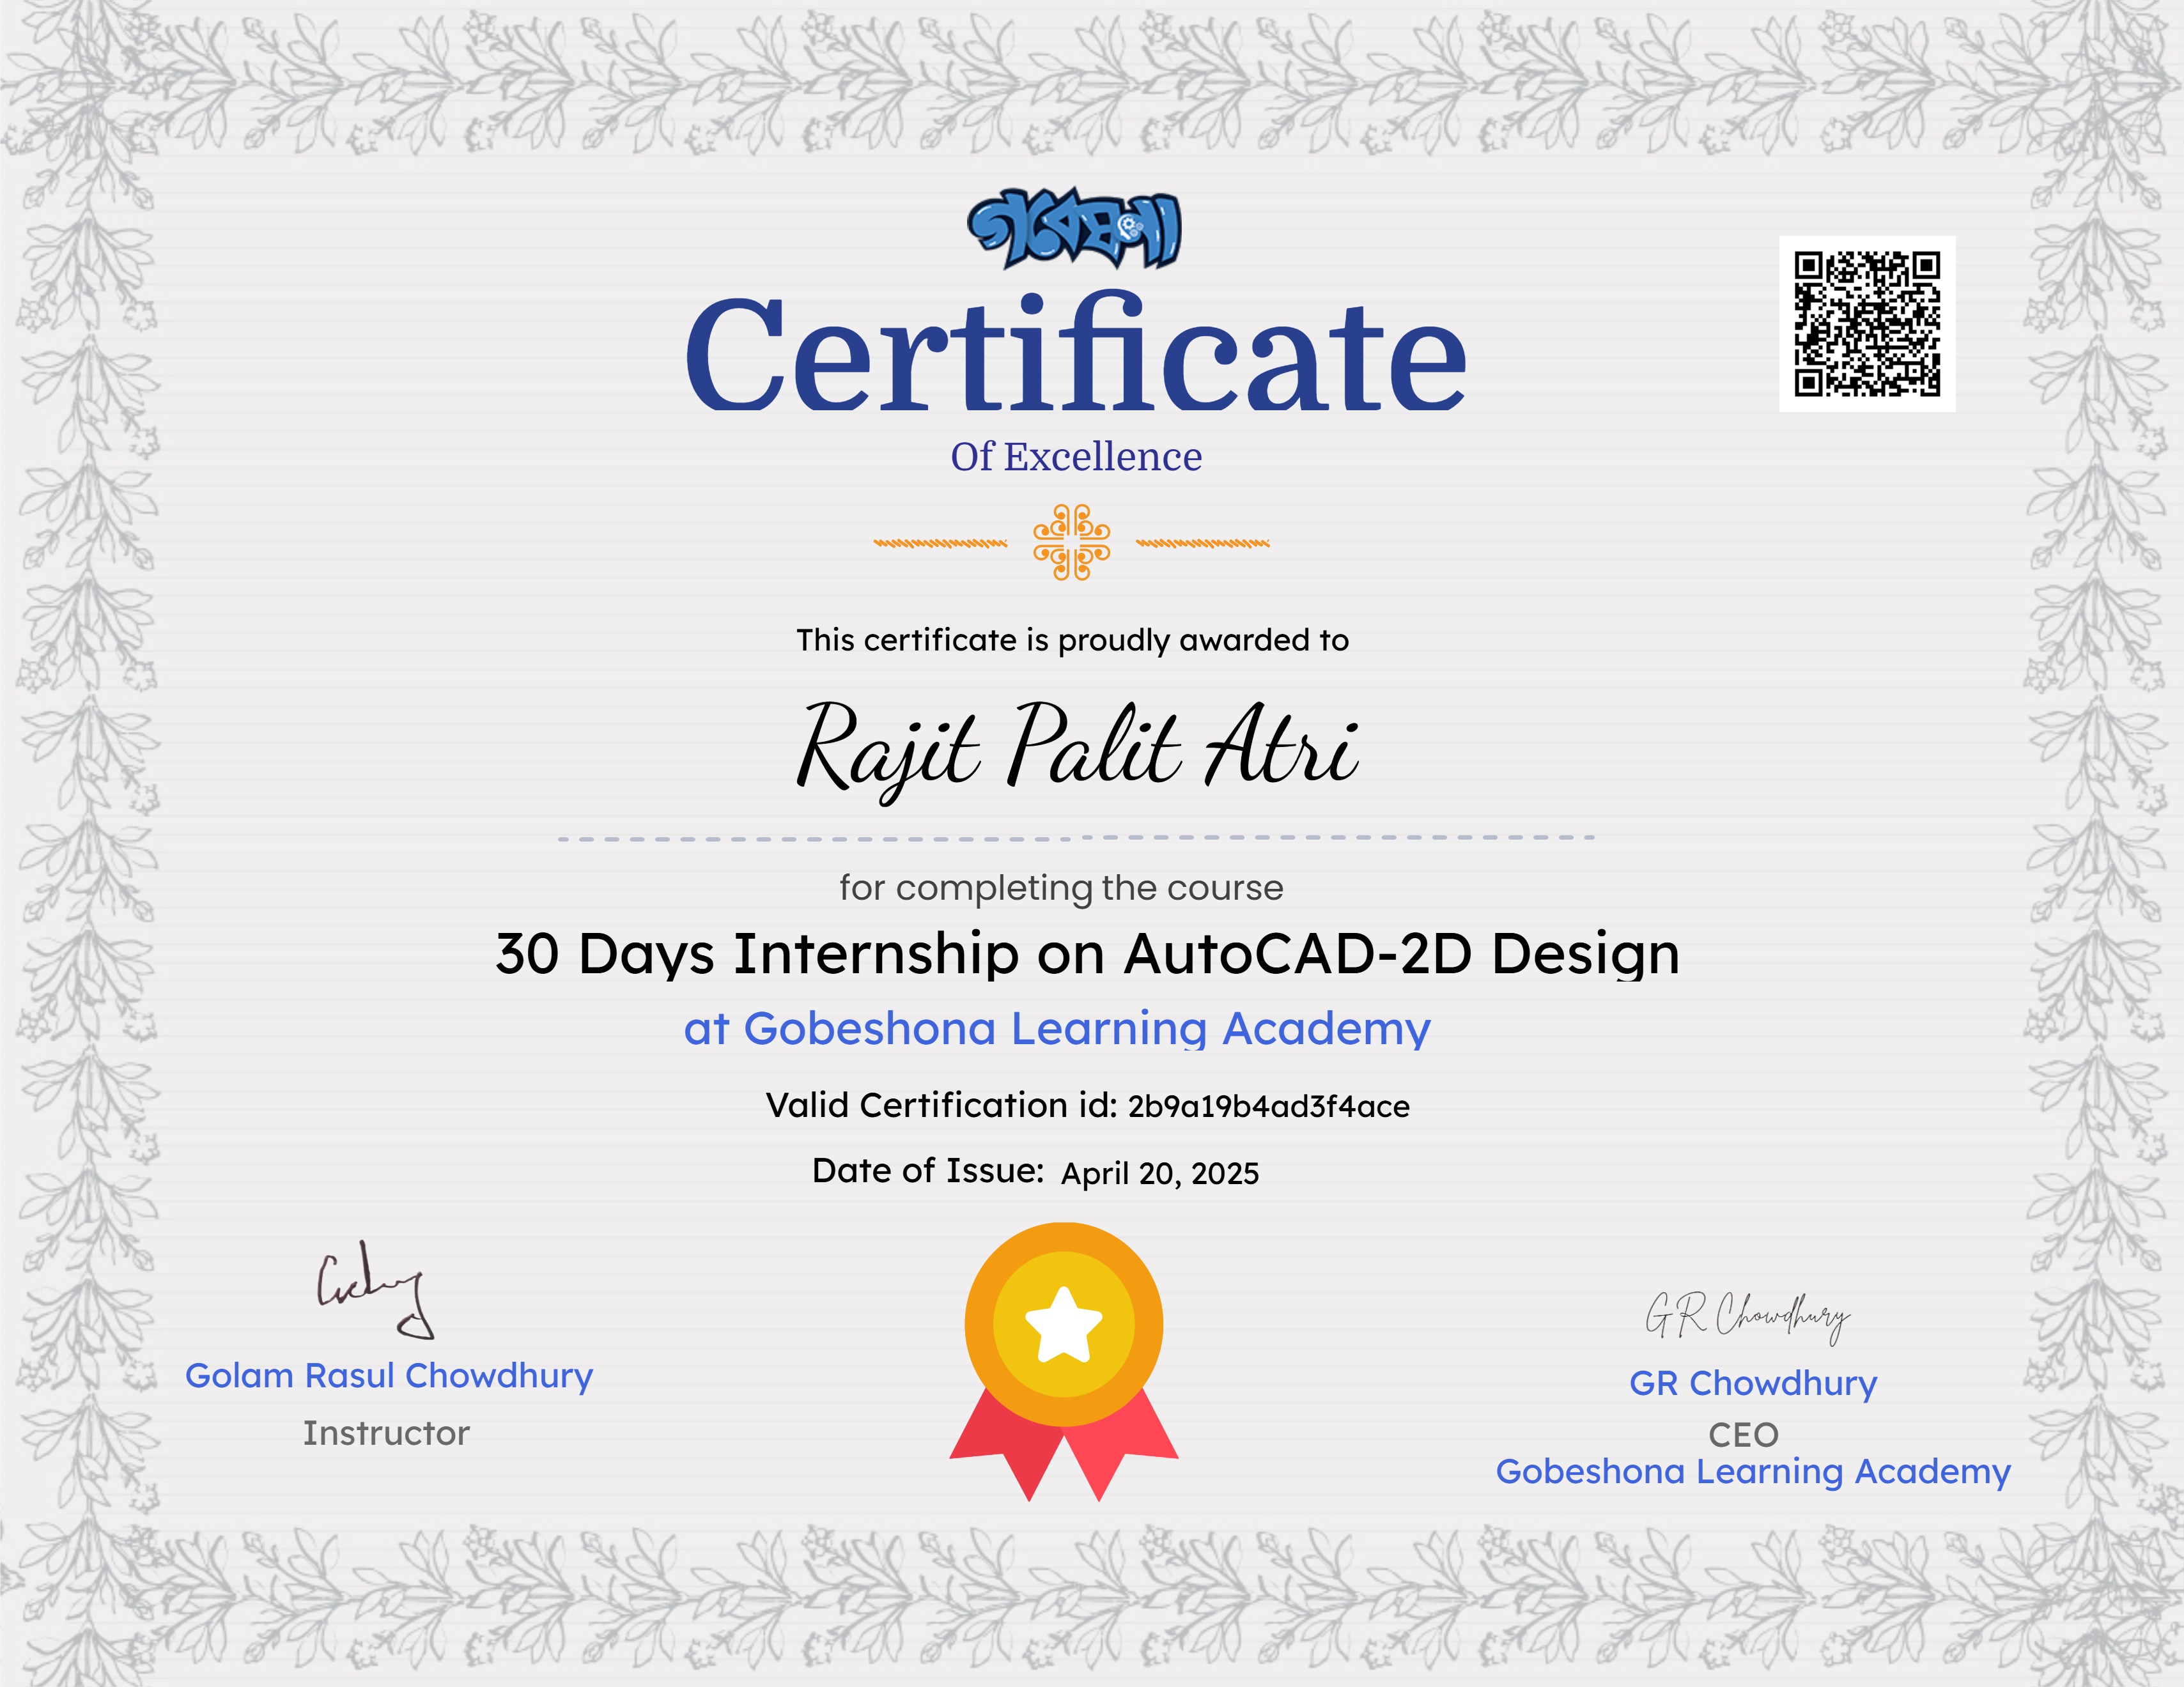 গবেষণা
Certificate
Of Excellence
This certificate is proudly awarded to
Rajit Palit Atri
for completing the course
30 Days Internship on AutoCAD-2D Design
at Gobeshona Learning Academy
Valid Certification id: 2b9a19b4ad3f4ace
Date of Issue: April 20, 2025
GR Chowdhury
Golam Rasul Chowdhury
Instructor
GR Chowdhury
CEO
Gobeshona Learning Academy